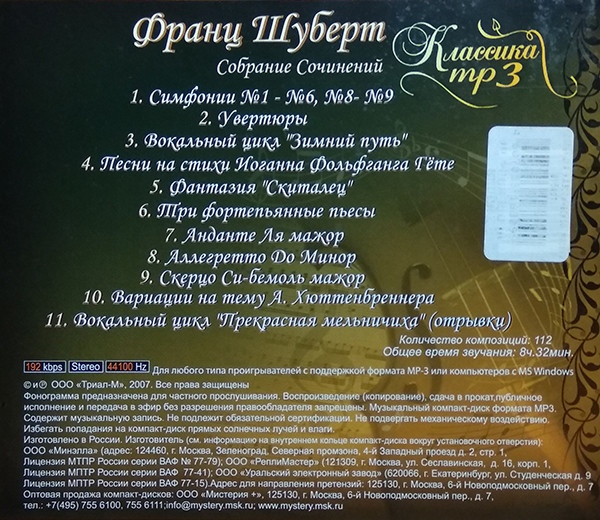 Франц Шуберт
Собрание Сочинений
Классика
mp3
1. Симфонии №1 - №6, №8- №9
2. Увертюры
3. Вокальный цикл "Зимний путь"
4. Песни на стихи Иоганна Фольфганга Гёте
5. Фантазия "Скиталец"
6. Три фортепьянные пьесы
7. Анданте Ля мажор
8. Аллегретто До Минор
9. Скерцо Си-бемоль мажор
10. Вариации на тему А. Хюттенбреннера
11. Вокальный цикл "Прекрасная мельничиха" (отрывки)
Количество композиций: 112
Общее время звучания: 8ч.32мин.
192 kbps Stereo 44100 Hz Для любого типа проигрывателей с поддержкой формата MP-3 или компьютеров с MS Windows
© и ℗ ООО «Триал-М», 2007. Все права защищены
Фонограмма предназначена для частного прослушивания. Воспроизведение (копирование), сдача в прокат,публичное
исполнение и передача в эфир без разрешения правообладателя запрещены. Музыкальный компакт-диск формата MP3.
Содержит музыкальную запись. Не подлежит обязательной сертификации. Не подвергать механическому воздействию.
Избегать попадания на компакт-диск прямых солнечных лучей и влаги.
Изготовлено в России. Изготовитель (см. информацию на внутреннем кольце компакт-диска вокруг установочного отверстия):
ООО «Минэлла» (адрес: 124460, г. Москва, Зеленоград, Северная промзона, 4-й Западный проезд д. 2, стр. 1,
Лицензия МТПР России серии ВАФ № 77-79); ООО «РеплиМастер» (121309, г. Москва, ул. Сеславинская, д. 16, корп. 1,
Лицензия МПТР России серии ВАФ 77-41); ООО «Уральский электронный завод» (620066, г. Екатеринбург, ул. Студенческая д. 9
Лицензия МПТР России серии ВАФ 77-15).Адрес для направления претензий: 125130, г. Москва, 6-й Новоподмосковный пер., д. 7
Оптовая продажа компакт-дисков: ООО «Мистерия +», 125130, г. Москва, ул. 6-й Новоподмосковный пер., д. 7,
тел.: +7(495) 755 6100, 755 6111;info@mystery.msk.ru, www.mystery.msk.ru